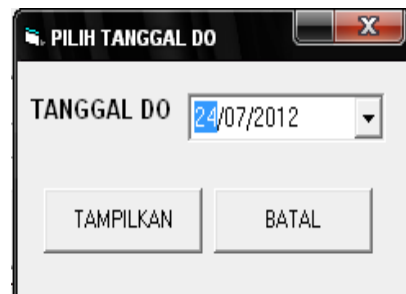 PILIH TANGGAL DO
TANGGAL DO 24/07/2012
TAMPILKAN BATAL